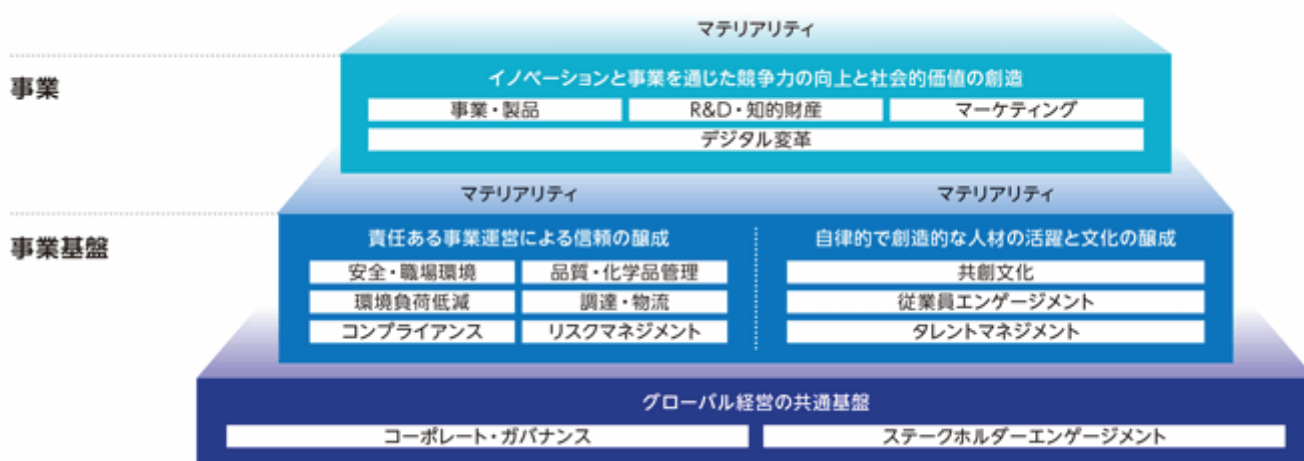 マテリアリティ
事業
イノベーションと事業を通じた競争力の向上と社会的価値の創造
事業・製品 R&D・知的財産 マーケティング
デジタル変革
マテリアリティ マテリアリティ
事業基盤
責任ある事業運営による信頼の醸成
安全・職場環境 品質・化学品管理
環境負荷低減 調達・物流
コンプライアンス リスクマネジメント
自律的で創造的な人材の活躍と文化の醸成
共創文化
従業員エンゲージメント
タレントマネジメント
グローバル経営の共通基盤
コーポレート・ガバナンス ステークホルダーエンゲージメント